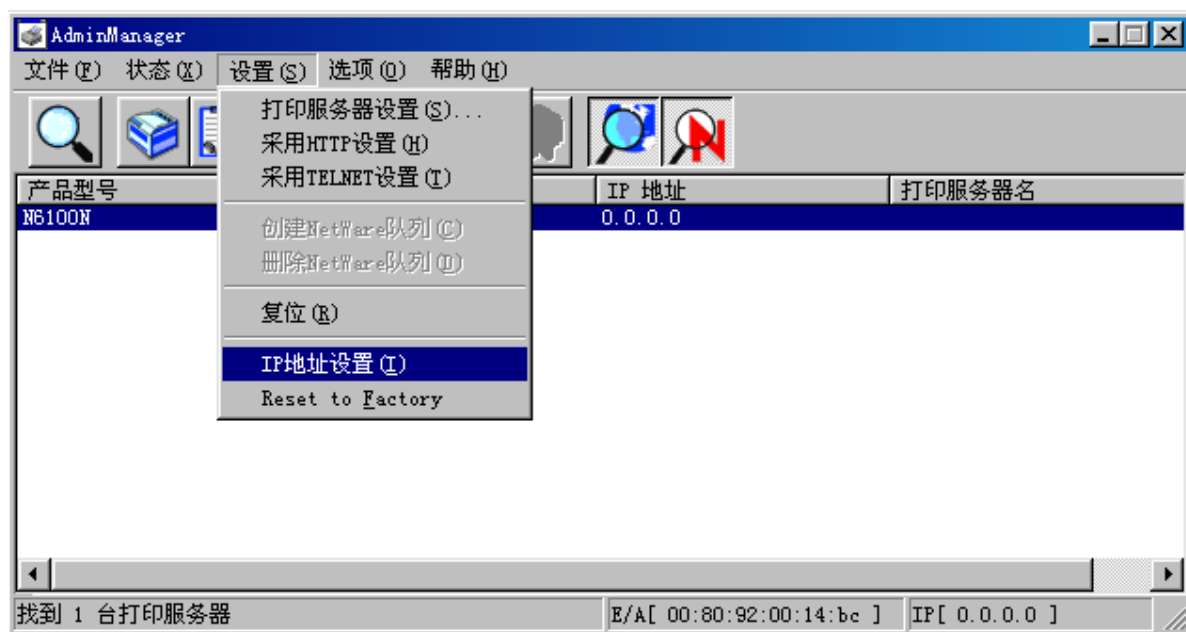 AdminManager
文件(F) 状态(X) 设置(S) 选项(O) 帮助(H)
打印服务器设置(S)...
采用HTTP设置(H)
采用TELNET设置(T)
创建NetWare队列(C)
删除NetWare队列(D)
复位(R)
IP地址设置(I)
Reset to Factory
产品型号 IP 地址 打印服务器名
N6100N 0.0.0.0
找到 1 台打印服务器 E/A[ 00:80:92:00:14:bc ] IP[ 0.0.0.0 ]